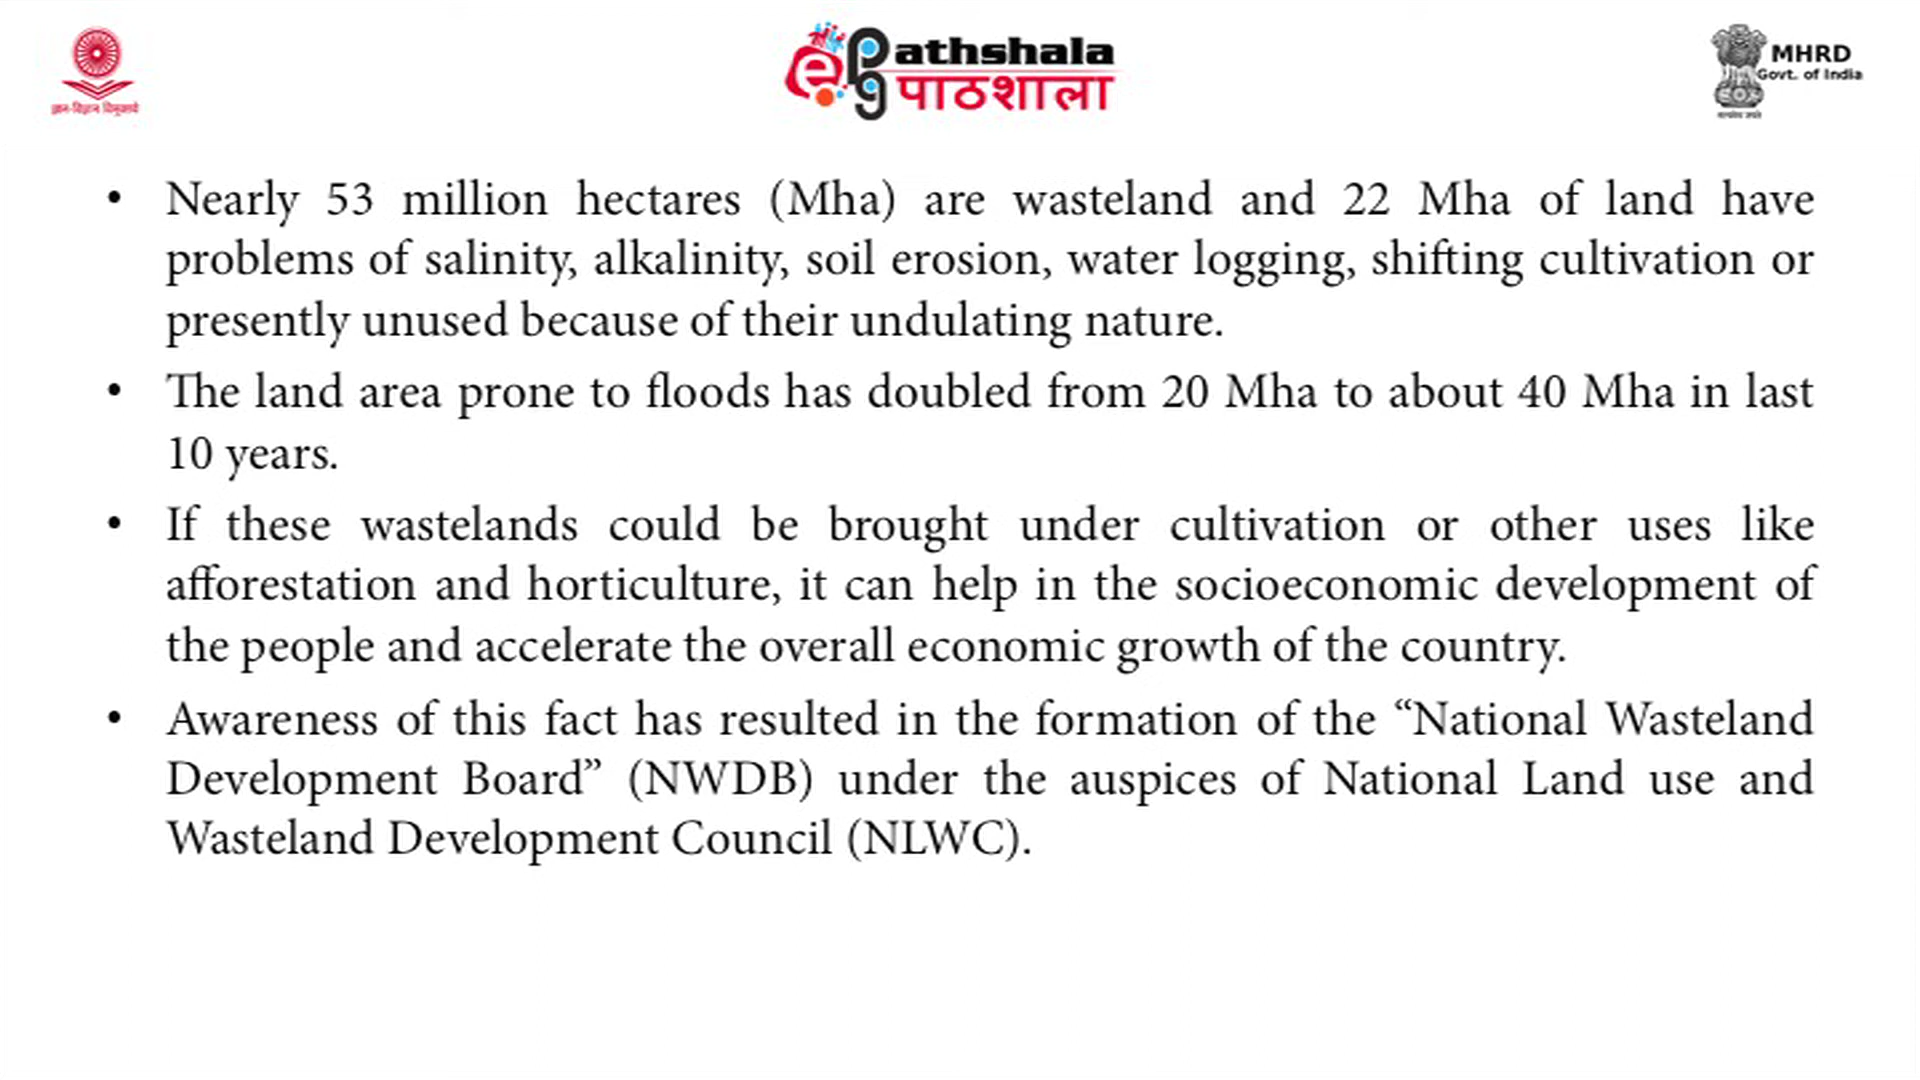 ज्ञान-विज्ञान विमुक्तये
ePG Pathshala
पाठशाला
MHRD
Govt. of India
सत्यमेव जयते
• Nearly 53 million hectares (Mha) are wasteland and 22 Mha of land have
problems of salinity, alkalinity, soil erosion, water logging, shifting cultivation or
presently unused because of their undulating nature.
• The land area prone to floods has doubled from 20 Mha to about 40 Mha in last
10 years.
• If these wastelands could be brought under cultivation or other uses like
afforestation and horticulture, it can help in the socioeconomic development of
the people and accelerate the overall economic growth of the country.
• Awareness of this fact has resulted in the formation of the “National Wasteland
Development Board” (NWDB) under the auspices of National Land use and
Wasteland Development Council (NLWC).